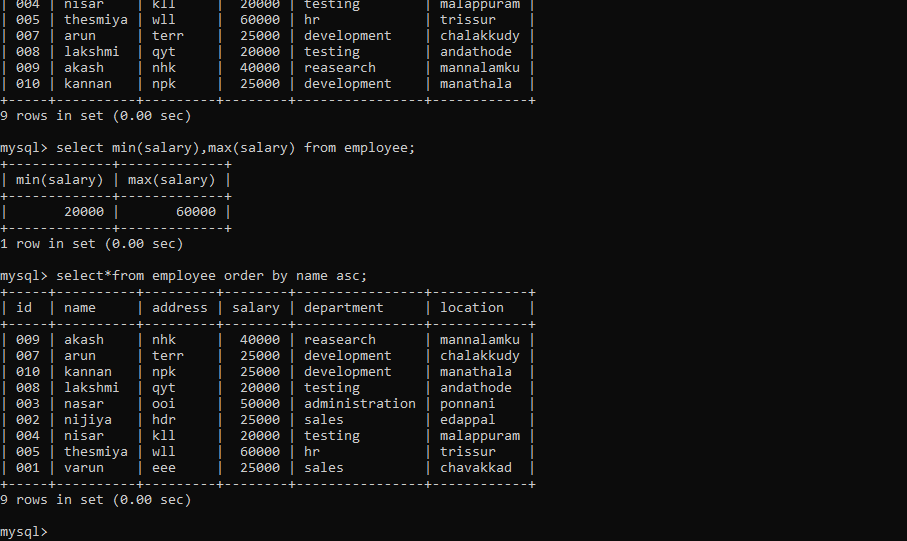 | 004 | nisar    | kll     |  20000 | testing        | malappuram |
| 005 | thesmiya | wll     |  60000 | hr             | trissur    |
| 007 | arun     | terr    |  25000 | development    | chalakkudy |
| 008 | lakshmi  | qyt     |  20000 | testing        | andathode  |
| 009 | akash    | nhk     |  40000 | reasearch      | mannalamku |
| 010 | kannan   | npk     |  25000 | development    | manathala  |
+-----+----------+---------+--------+----------------+------------+
9 rows in set (0.00 sec)
mysql> select min(salary),max(salary) from employee;
+-------------+-------------+
| min(salary) | max(salary) |
+-------------+-------------+
|       20000 |       60000 |
+-------------+-------------+
1 row in set (0.00 sec)
mysql> select*from employee order by name asc;
+-----+----------+---------+--------+----------------+------------+
| id  | name     | address | salary | department     | location   |
+-----+----------+---------+--------+----------------+------------+
| 009 | akash    | nhk     |  40000 | reasearch      | mannalamku |
| 007 | arun     | terr    |  25000 | development    | chalakkudy |
| 010 | kannan   | npk     |  25000 | development    | manathala  |
| 008 | lakshmi  | qyt     |  20000 | testing        | andathode  |
| 003 | nasar    | ooi     |  50000 | administration | ponnani    |
| 002 | nijiya   | hdr     |  25000 | sales          | edappal    |
| 004 | nisar    | kll     |  20000 | testing        | malappuram |
| 005 | thesmiya | wll     |  60000 | hr             | trissur    |
| 001 | varun    | eee     |  25000 | sales          | chavakkad  |
+-----+----------+---------+--------+----------------+------------+
9 rows in set (0.00 sec)
mysql>